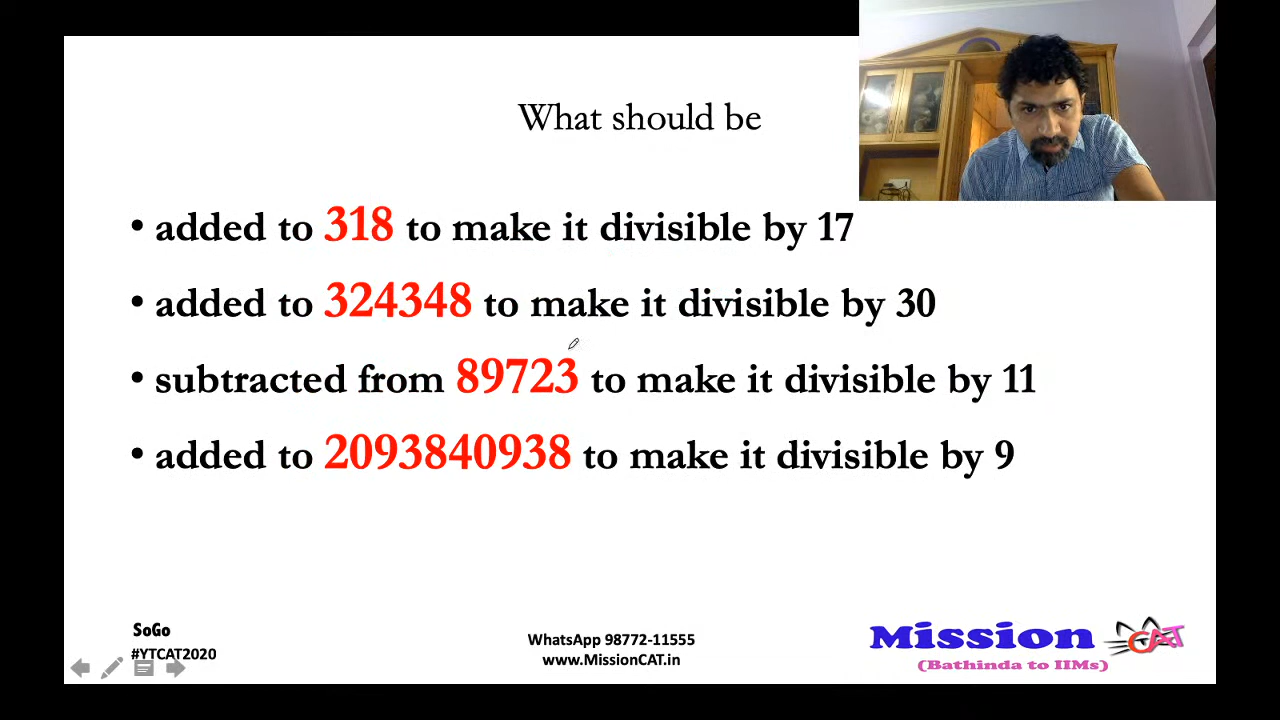 What should be
• added to 318 to make it divisible by 17
• added to 324348 to make it divisible by 30
• subtracted from 89723 to make it divisible by 11
• added to 2093840938 to make it divisible by 9
SoGo
#YTCAT2020
WhatsApp 98772-11555
www.MissionCAT.in
Mission CAT
(Bathinda to IIMs)